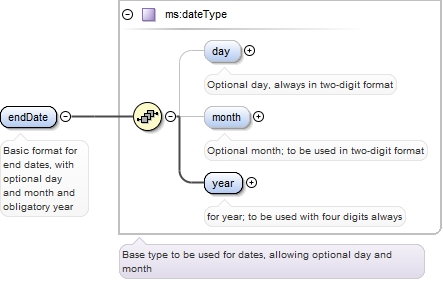 ms:dateType
day
Optional day, always in two-digit format
endDate
month
Basic format for
end dates, with
optional day
and month and
obligatory year
Optional month; to be used in two-digit format
year
for year; to be used with four digits always
Base type to be used for dates, allowing optional day and
month